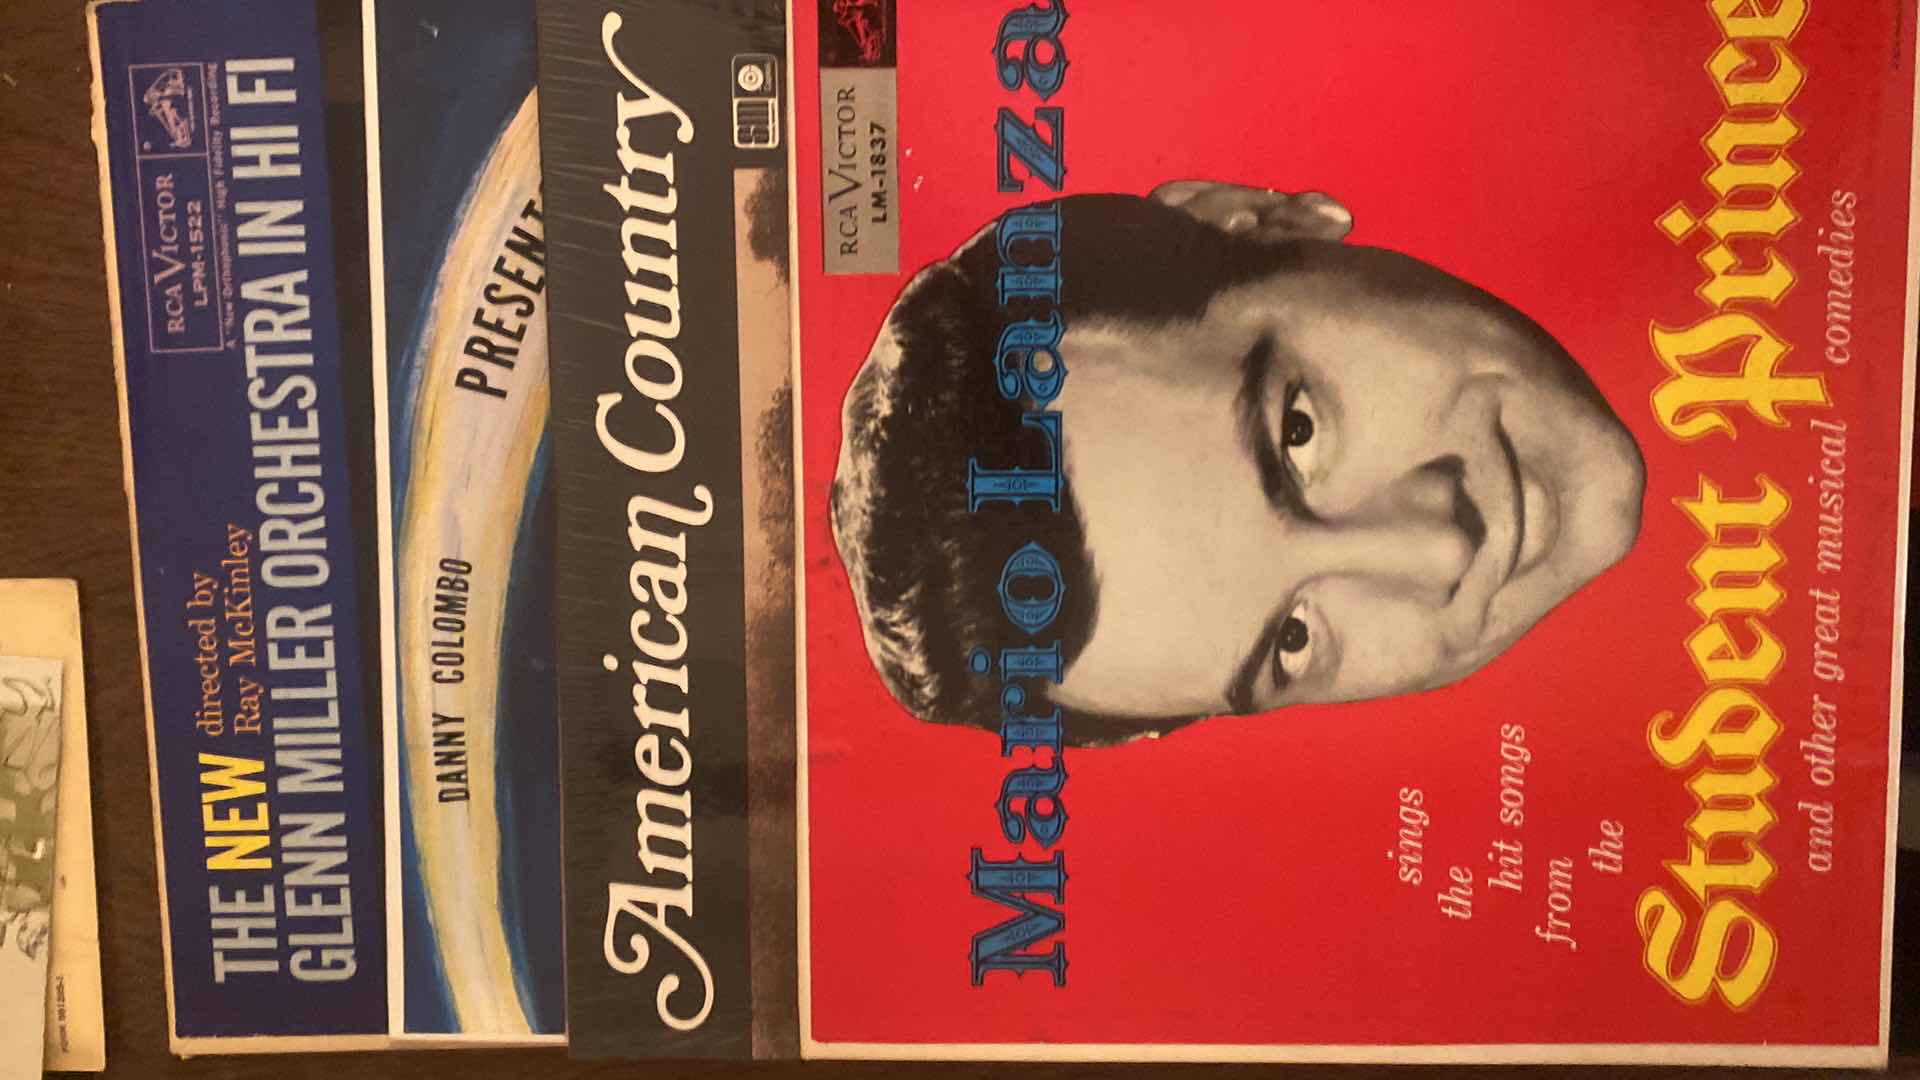 RCA VICTOR
LPM-1522
A "New Orthophonic" High Fidelity Recording
THE NEW directed by
Ray McKinley
GLENN MILLER ORCHESTRA IN HI FI
DANNY COLOMBO PRESENT
American Country
RCA VICTOR
LM-1837
Mario Lanza
sings
the
hit songs
from
the
Student Prince
and other great musical comedies